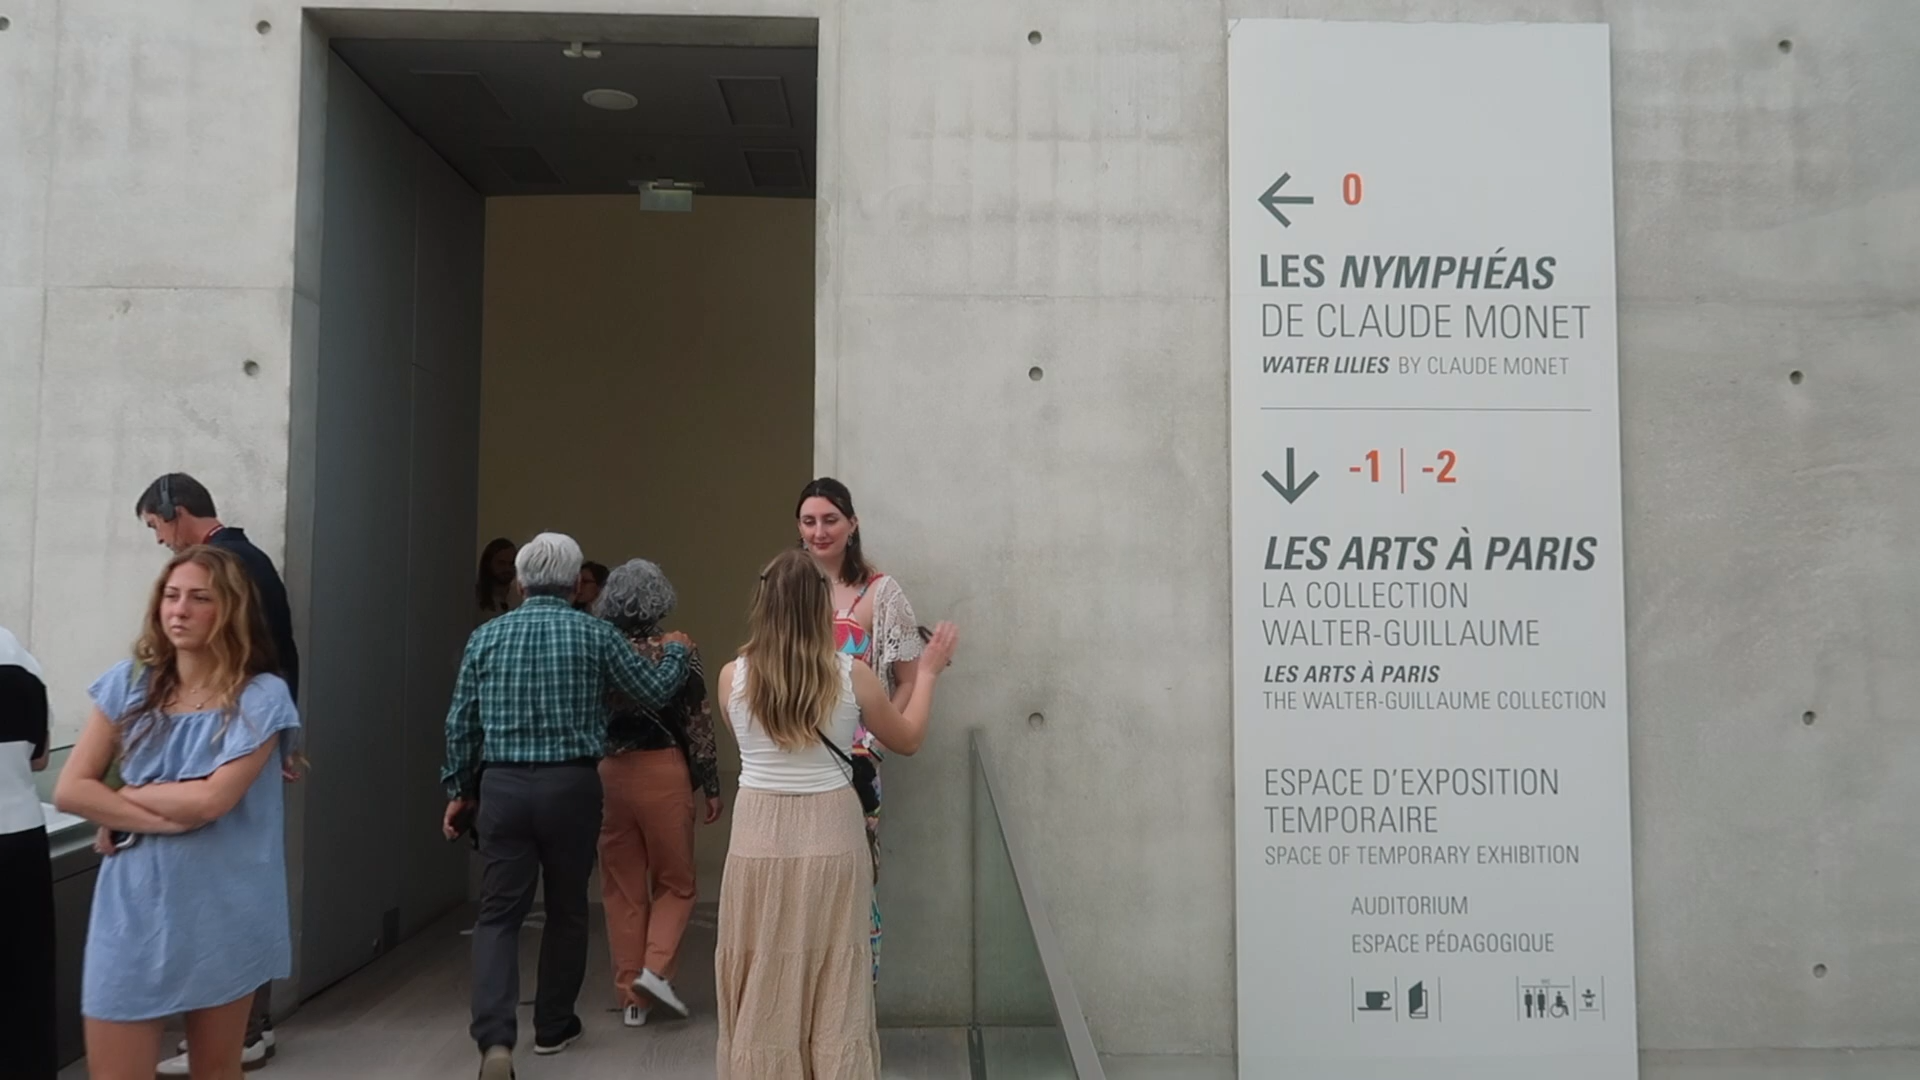 0
LES NYMPHÉAS
DE CLAUDE MONET
WATER LILIES BY CLAUDE MONET
-1 | -2
LES ARTS À PARIS
LA COLLECTION
WALTER-GUILLAUME
LES ARTS À PARIS
THE WALTER-GUILLAUME COLLECTION
ESPACE D'EXPOSITION
TEMPORAIRE
SPACE OF TEMPORARY EXHIBITION
AUDITORIUM
ESPACE PÉDAGOGIQUE